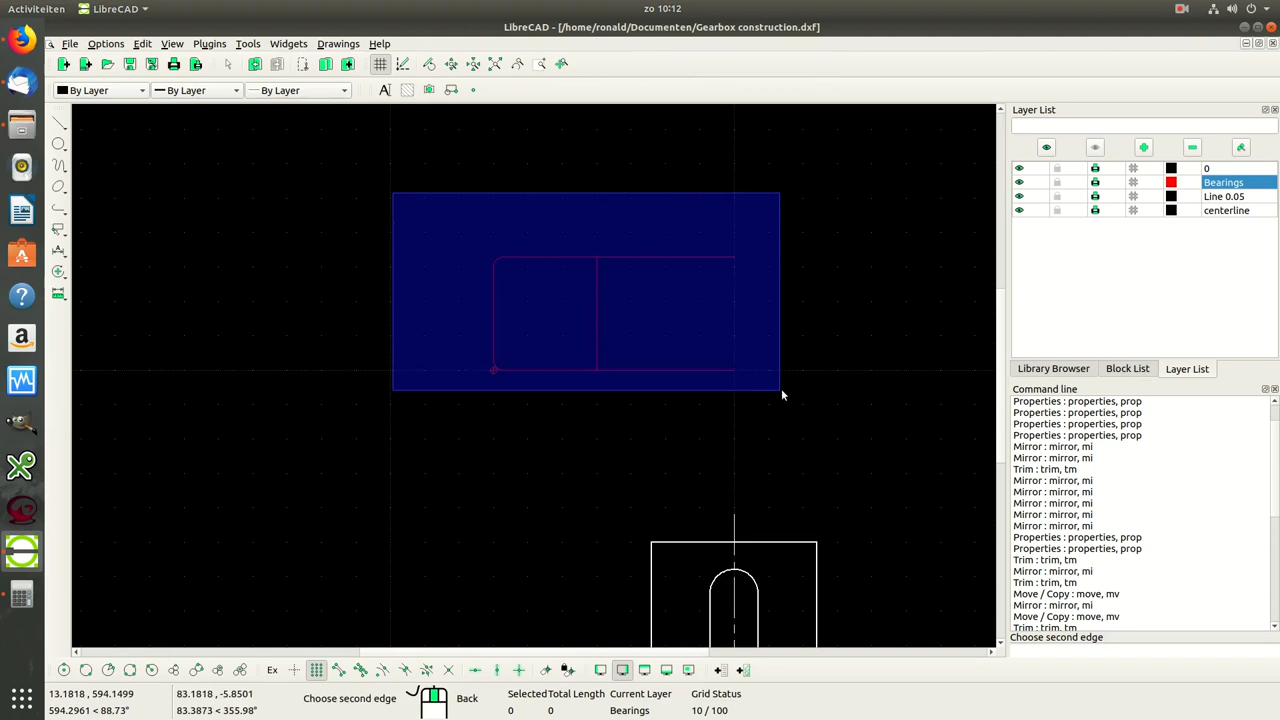 Activiteiten
LibreCAD
zo 10:12
LibreCAD - [/home/ronald/Documenten/Gearbox construction.dxf]
File Options Edit View Plugins Tools Widgets Drawings Help
By Layer By Layer By Layer
Layer List
0
Bearings
Line 0.05
centerline
Library Browser Block List Layer List
Command line
Properties : properties, prop
Properties : properties, prop
Properties : properties, prop
Properties : properties, prop
Mirror : mirror, mi
Mirror : mirror, mi
Trim : trim, tm
Mirror : mirror, mi
Mirror : mirror, mi
Mirror : mirror, mi
Mirror : mirror, mi
Mirror : mirror, mi
Properties : properties, prop
Properties : properties, prop
Trim : trim, tm
Mirror : mirror, mi
Trim : trim, tm
Move / Copy : move, mv
Mirror : mirror, mi
Move / Copy : move, mv
Trim : trim, tm
Choose second edge
Ex
13.1818 , 594.1499
594.2961 < 88.73°
83.1818 , -5.8501
83.3873 < 355.98°
Choose second edge
Back
Selected Total Length Current Layer Grid Status
0 0 Bearings 10 / 100